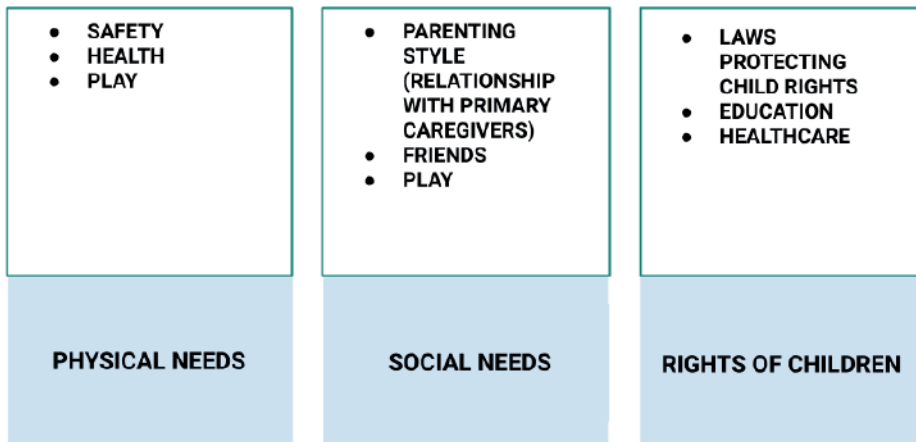 • SAFETY
• HEALTH
• PLAY
PHYSICAL NEEDS
• PARENTING
STYLE
(RELATIONSHIP
WITH PRIMARY
CAREGIVERS)
• FRIENDS
• PLAY
SOCIAL NEEDS
• LAWS
PROTECTING
CHILD RIGHTS
• EDUCATION
• HEALTHCARE
RIGHTS OF CHILDREN